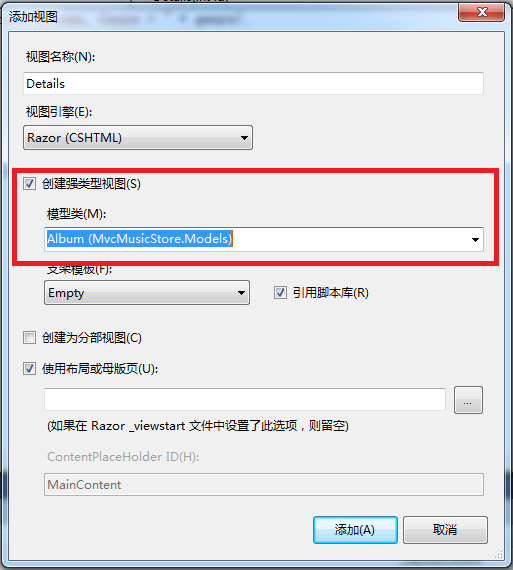 添加视图
视图名称(N):
Details
视图引擎(E):
Razor (CSHTML)
创建强类型视图(S)
模型类(M):
Album (MvcMusicStore.Models)
支架模板(F):
Empty
引用脚本库(R)
创建为分部视图(C)
使用布局或母版页(U):
...
(如果在 Razor _viewstart 文件中设置了此选项，则留空)
ContentPlaceHolder ID(H):
MainContent
添加(A)
取消